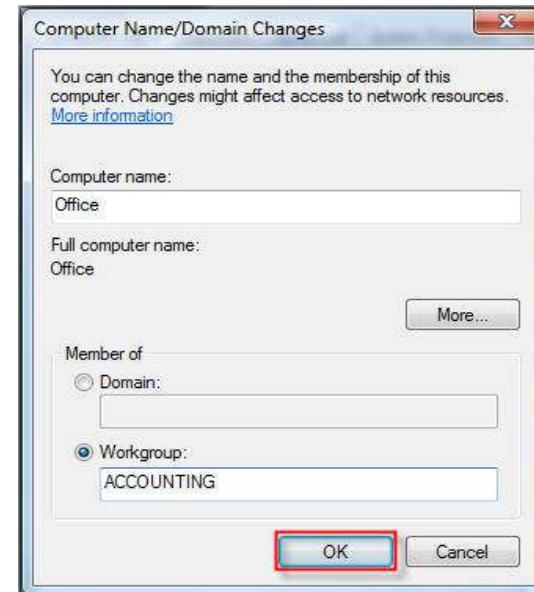 Computer Name/Domain Changes
You can change the name and the membership of this
computer. Changes might affect access to network resources.
More information
Computer name:
Office
Full computer name:
Office
More...
Member of
Domain:
Workgroup:
ACCOUNTING
OK
Cancel